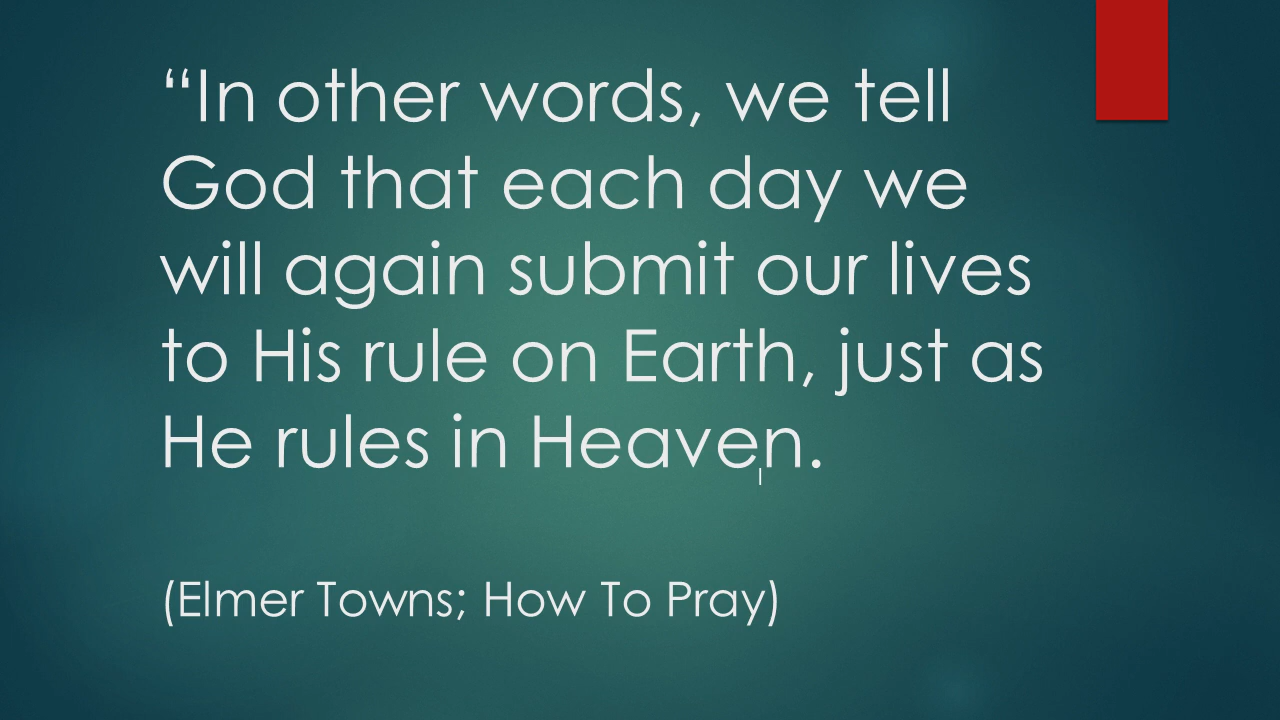 “In other words, we tell
God that each day we
will again submit our lives
to His rule on Earth, just as
He rules in Heaven.
(Elmer Towns; How To Pray)